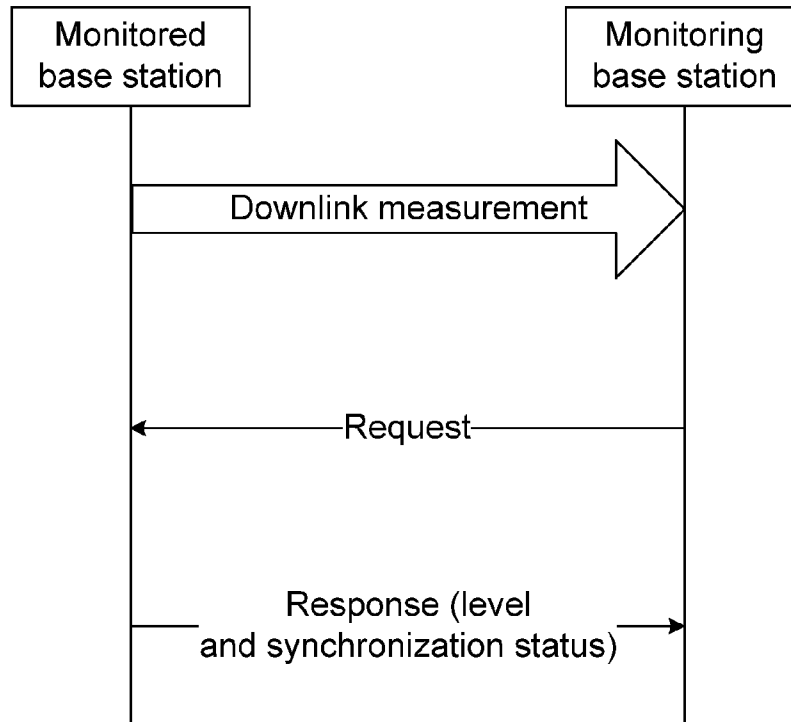 Monitored
base station
Monitoring
base station
Downlink measurement
Request
Response (level
and synchronization status)